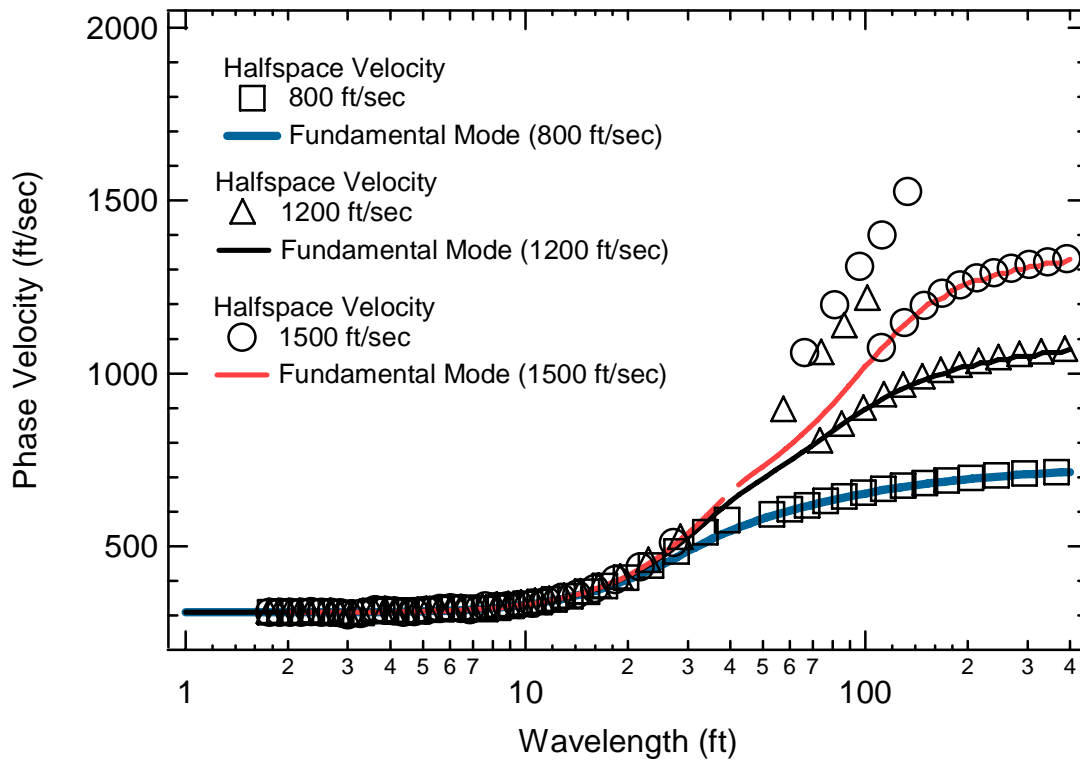 2000
1500
1000
500
Phase Velocity (ft/sec)
Halfspace Velocity
800 ft/sec
Fundamental Mode (800 ft/sec)
Halfspace Velocity
1200 ft/sec
Fundamental Mode (1200 ft/sec)
Halfspace Velocity
1500 ft/sec
Fundamental Mode (1500 ft/sec)
2 3 4 5 6 7 2 3 4 5 6 7 2 3 4
1 10 100
Wavelength (ft)